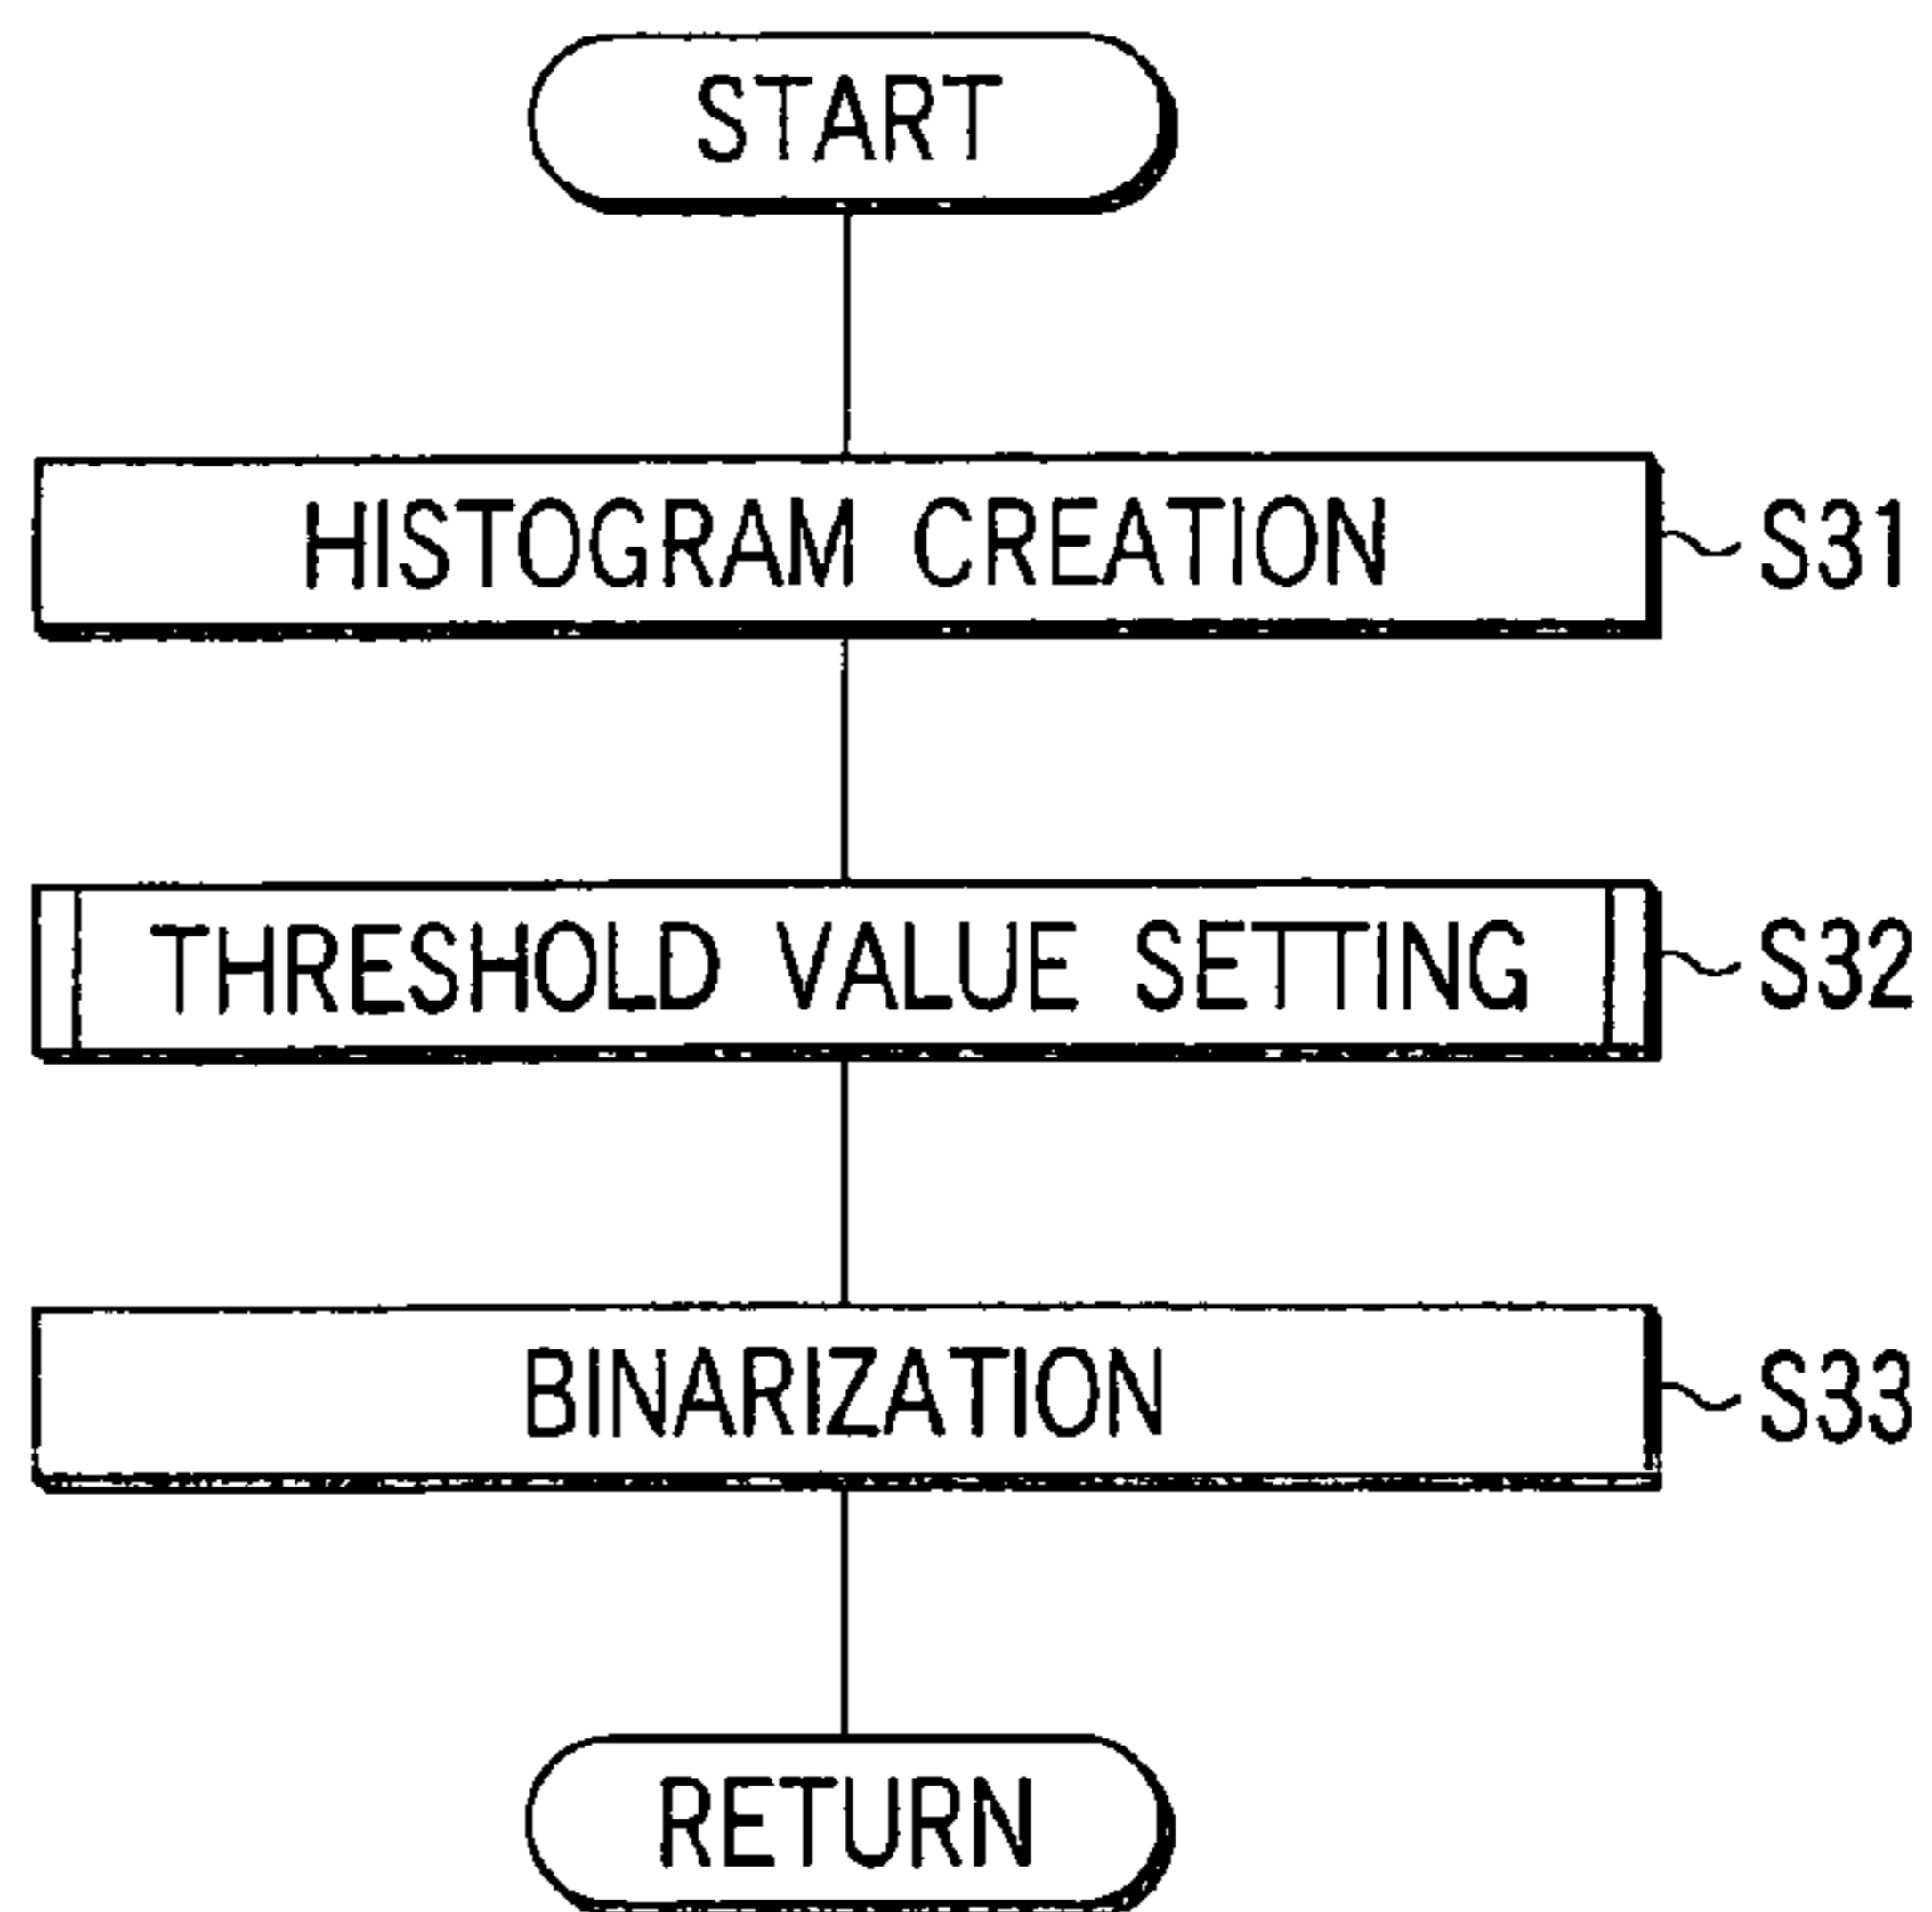 START
HISTOGRAM CREATION S31
THRESHOLD VALUE SETTING S32
BINARIZATION S33
RETURN